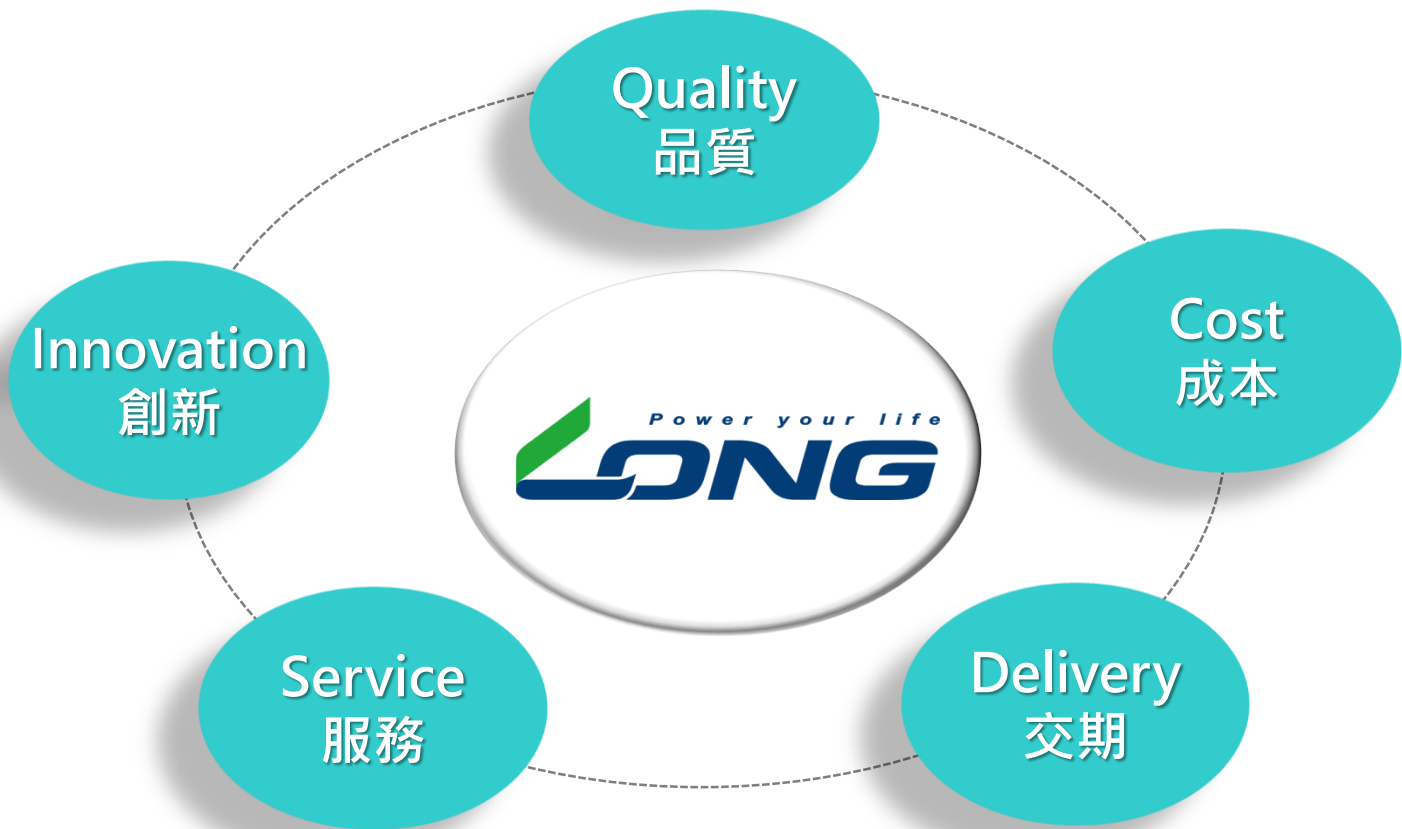 Quality
品質
Cost
成本
Delivery
交期
Service
服務
Innovation
創新
Power your life
LONG